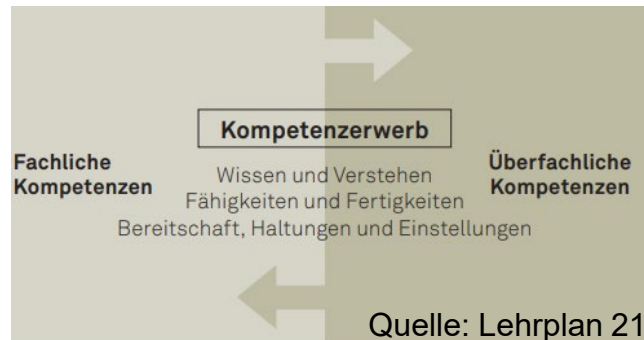 Kompetenzerwerb
Fachliche
Kompetenzen
Wissen und Verstehen
Fähigkeiten und Fertigkeiten
Bereitschaft, Haltungen und Einstellungen
Überfachliche
Kompetenzen
Quelle: Lehrplan 21